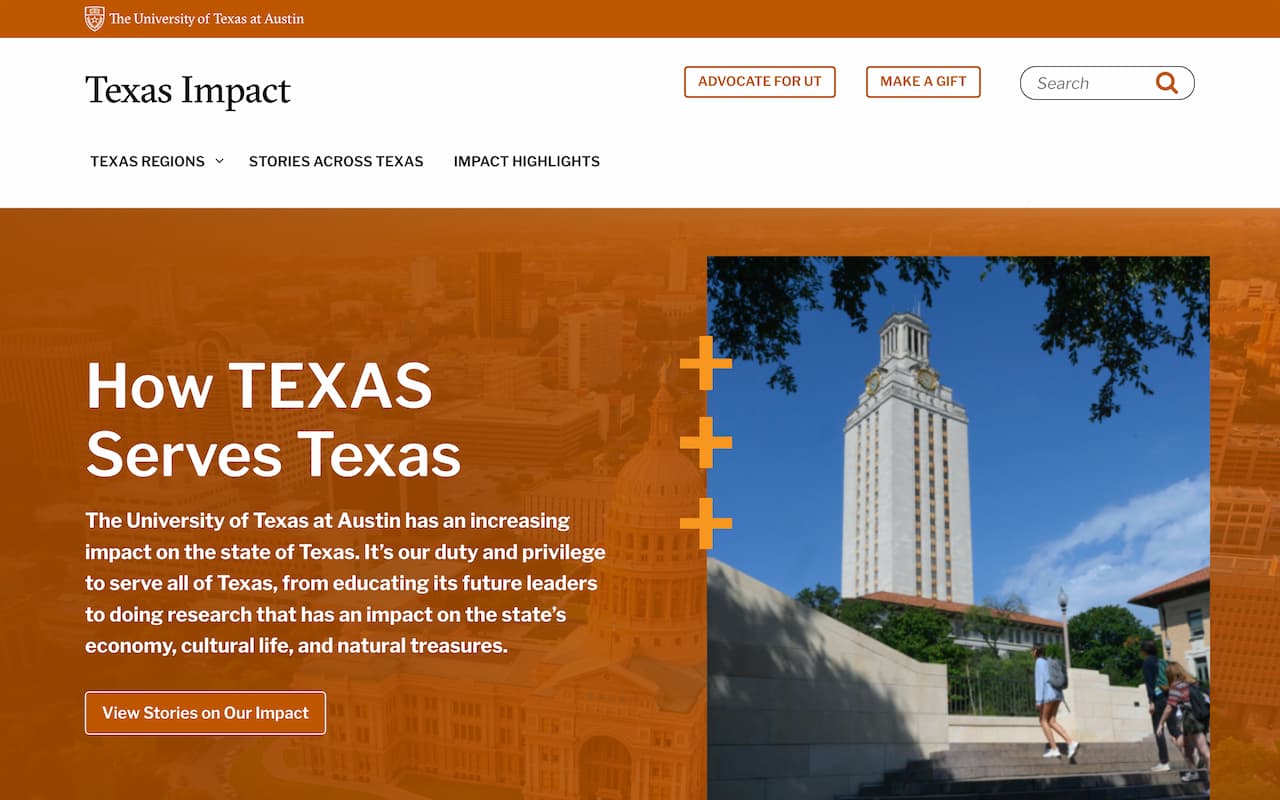 The University of Texas at Austin
Texas Impact
ADVOCATE FOR UT
MAKE A GIFT
Search
TEXAS REGIONS
STORIES ACROSS TEXAS
IMPACT HIGHLIGHTS
How TEXAS
Serves Texas
The University of Texas at Austin has an increasing
impact on the state of Texas. It’s our duty and privilege
to serve all of Texas, from educating its future leaders
to doing research that has an impact on the state’s
economy, cultural life, and natural treasures.
View Stories on Our Impact